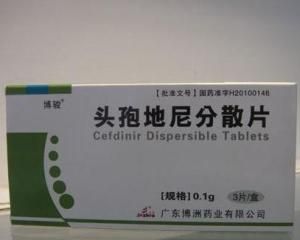 【批准文号】国药准字H20100146
博骏
头孢地尼分散片
Cefdinir Dispersible Tablets
[规格] 0.1g 3片/盒
广东博洲药业有限公司